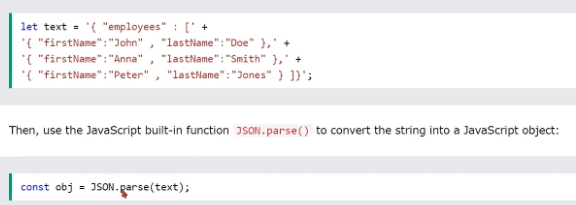 let text = '{ "employees" : [' +
'{ "firstName":"John" , "lastName":"Doe" },' +
'{ "firstName":"Anna" , "lastName":"Smith" },' +
'{ "firstName":"Peter" , "lastName":"Jones" } ]}';
Then, use the JavaScript built-in function JSON.parse() to convert the string into a JavaScript object:
const obj = JSON.parse(text);